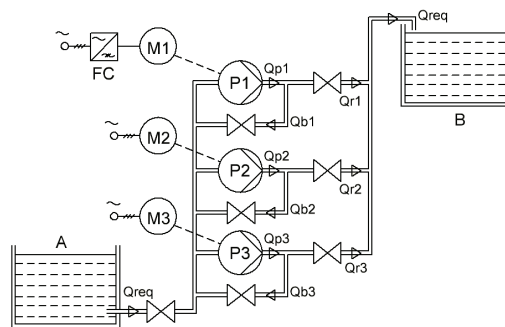 M1
Qreq
FC
P1
Qp1
Qr1
B
Qb1
M2
P2
Qp2
Qr2
Qb2
M3
P3
Qp3
A
Qr3
Qreq
Qb3